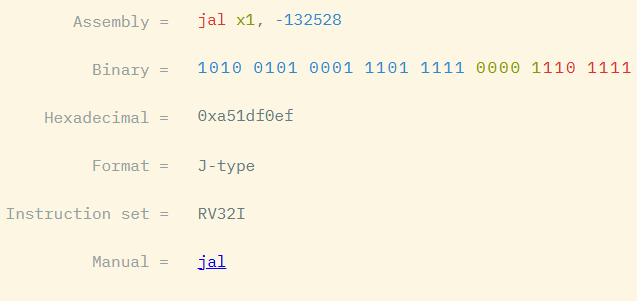 Assembly = jal x1, -132528
Binary = 1010 0101 0001 1101 1111 0000 1110 1111
Hexadecimal = 0xa51df0ef
Format = J-type
Instruction set = RV32I
Manual = jal